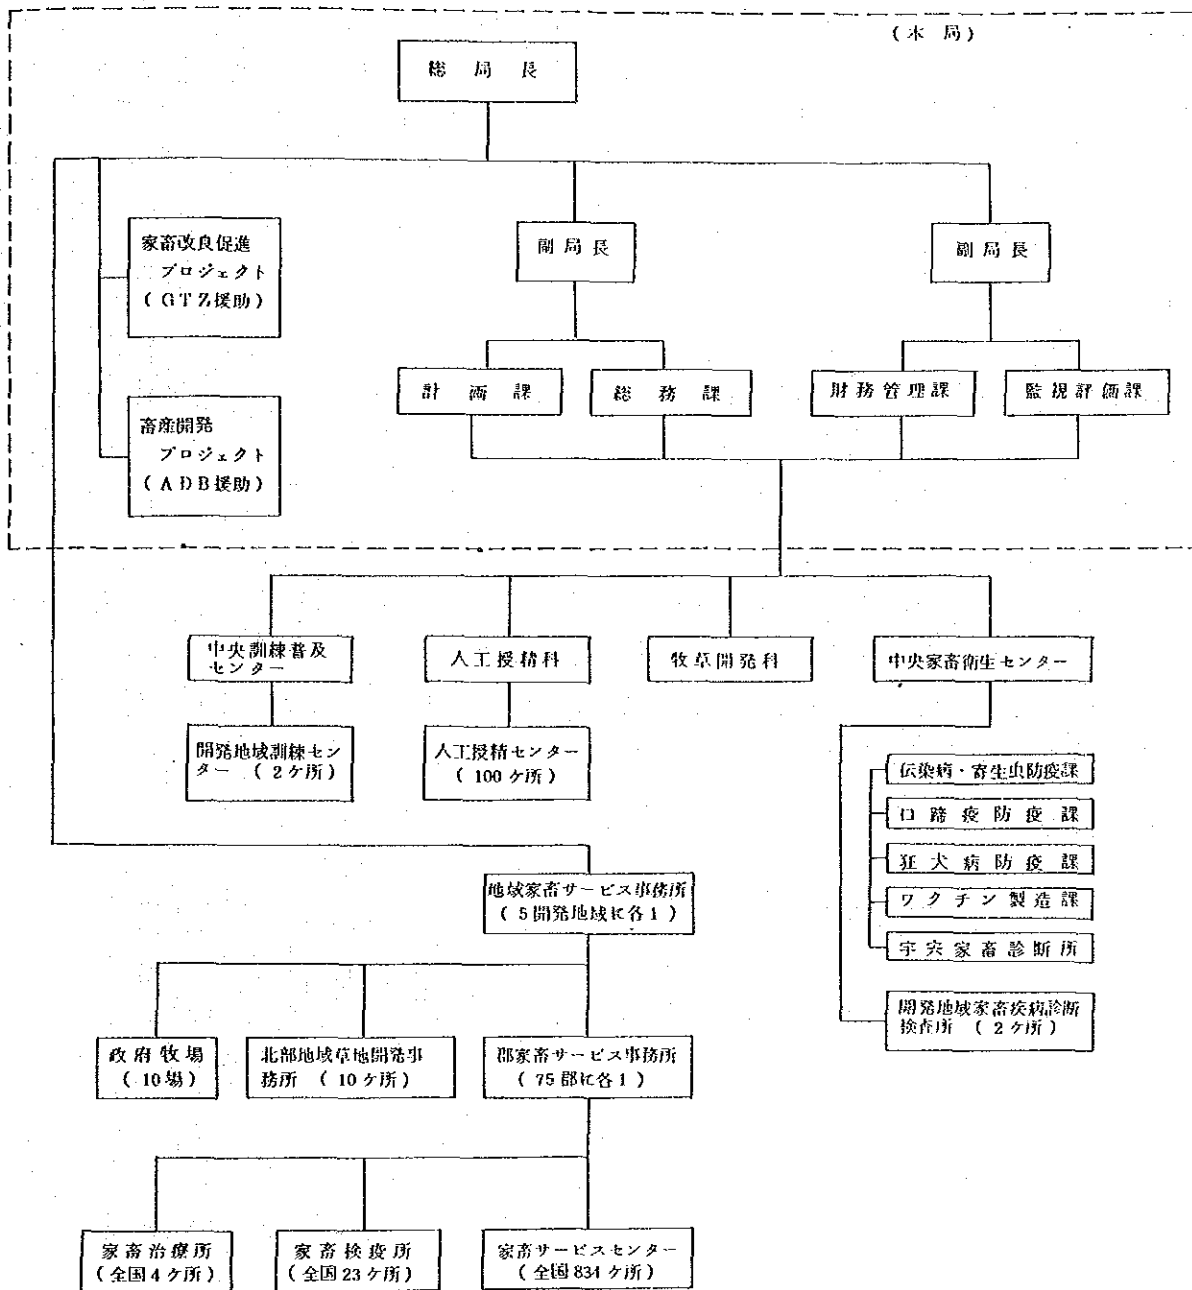 (本局)
総局長
家畜改良促進
プロジェクト
(GTZ援助)
副局長
副局長
計画課
総務課
財務管理課
監視評価課
畜産開発
プロジェクト
(ADB援助)
中央訓練普及
センター
人工授精科
牧草開発科
中央家畜衛生センター
開発地域訓練セン
ター (2ケ所)
人工授精センター
(100ケ所)
伝染病・寄生虫防疫課
口蹄疫防疫課
狂犬病防疫課
ワクチン製造課
家畜診断所
開発地域家畜疾病診断
検査所 (2ケ所)
地域家畜サービス事務所
(5開発地域に各1)
政府牧場
(10場)
北部地域草地開発事
務所 (10ケ所)
郡家畜サービス事務所
(75郡に各1)
家畜治療所
(全国4ケ所)
家畜検疫所
(全国23ケ所)
家畜サービスセンター
(全国834ケ所)